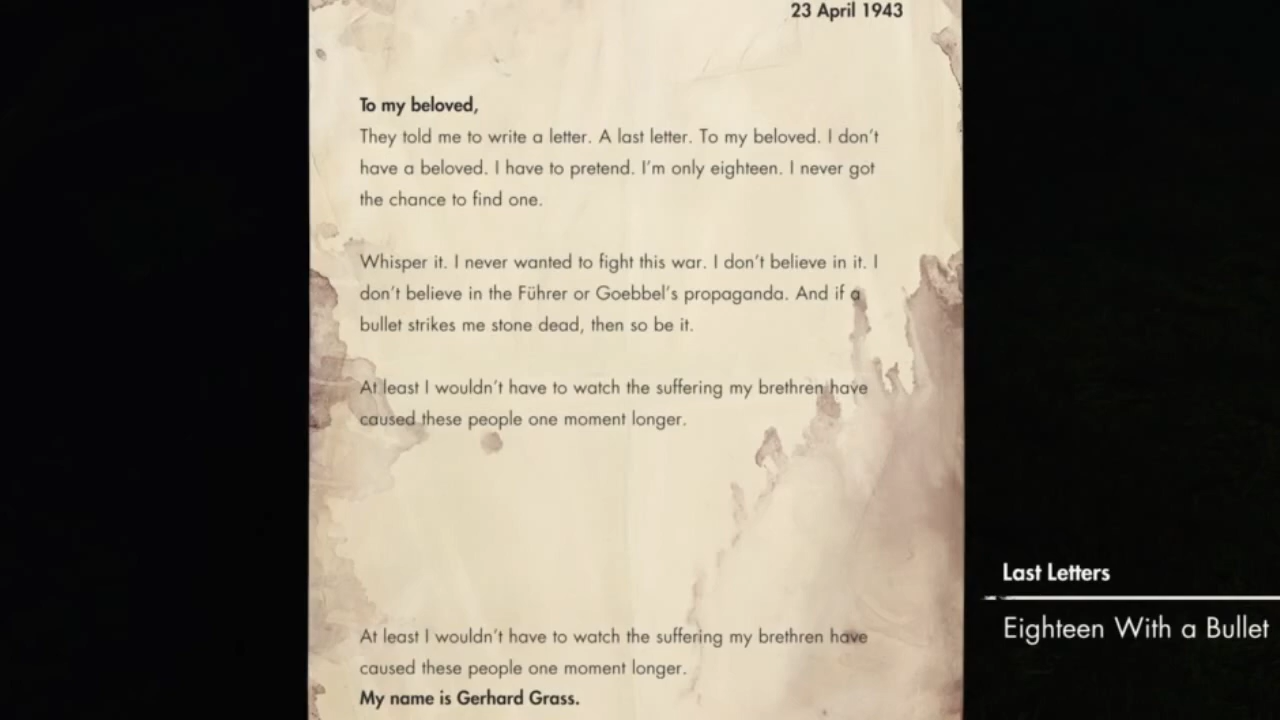 23 April 1943
To my beloved,
They told me to write a letter. A last letter. To my beloved. I don't
have a beloved. I have to pretend. I'm only eighteen. I never got
the chance to find one.
Whisper it. I never wanted to fight this war. I don't believe in it. I
don't believe in the Führer or Goebbel's propaganda. And if a
bullet strikes me stone dead, then so be it.
At least I wouldn't have to watch the suffering my brethren have
caused these people one moment longer.
At least I wouldn't have to watch the suffering my brethren have
caused these people one moment longer.
My name is Gerhard Grass.
Last Letters
Eighteen With a Bullet